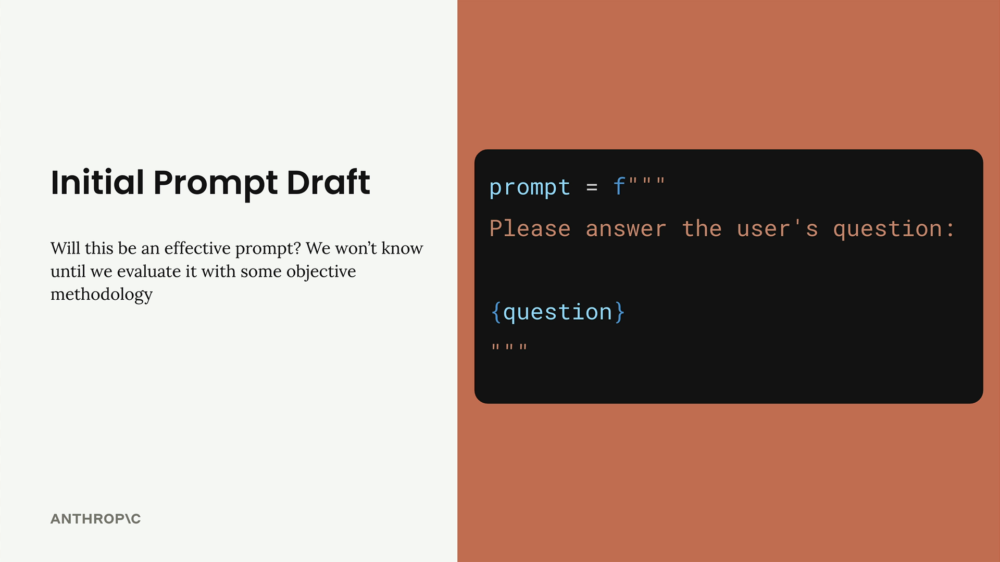 Initial Prompt Draft
Will this be an effective prompt? We won’t know
until we evaluate it with some objective
methodology
ANTHROP\C
prompt = f"""
Please answer the user's question:
{question}
"""